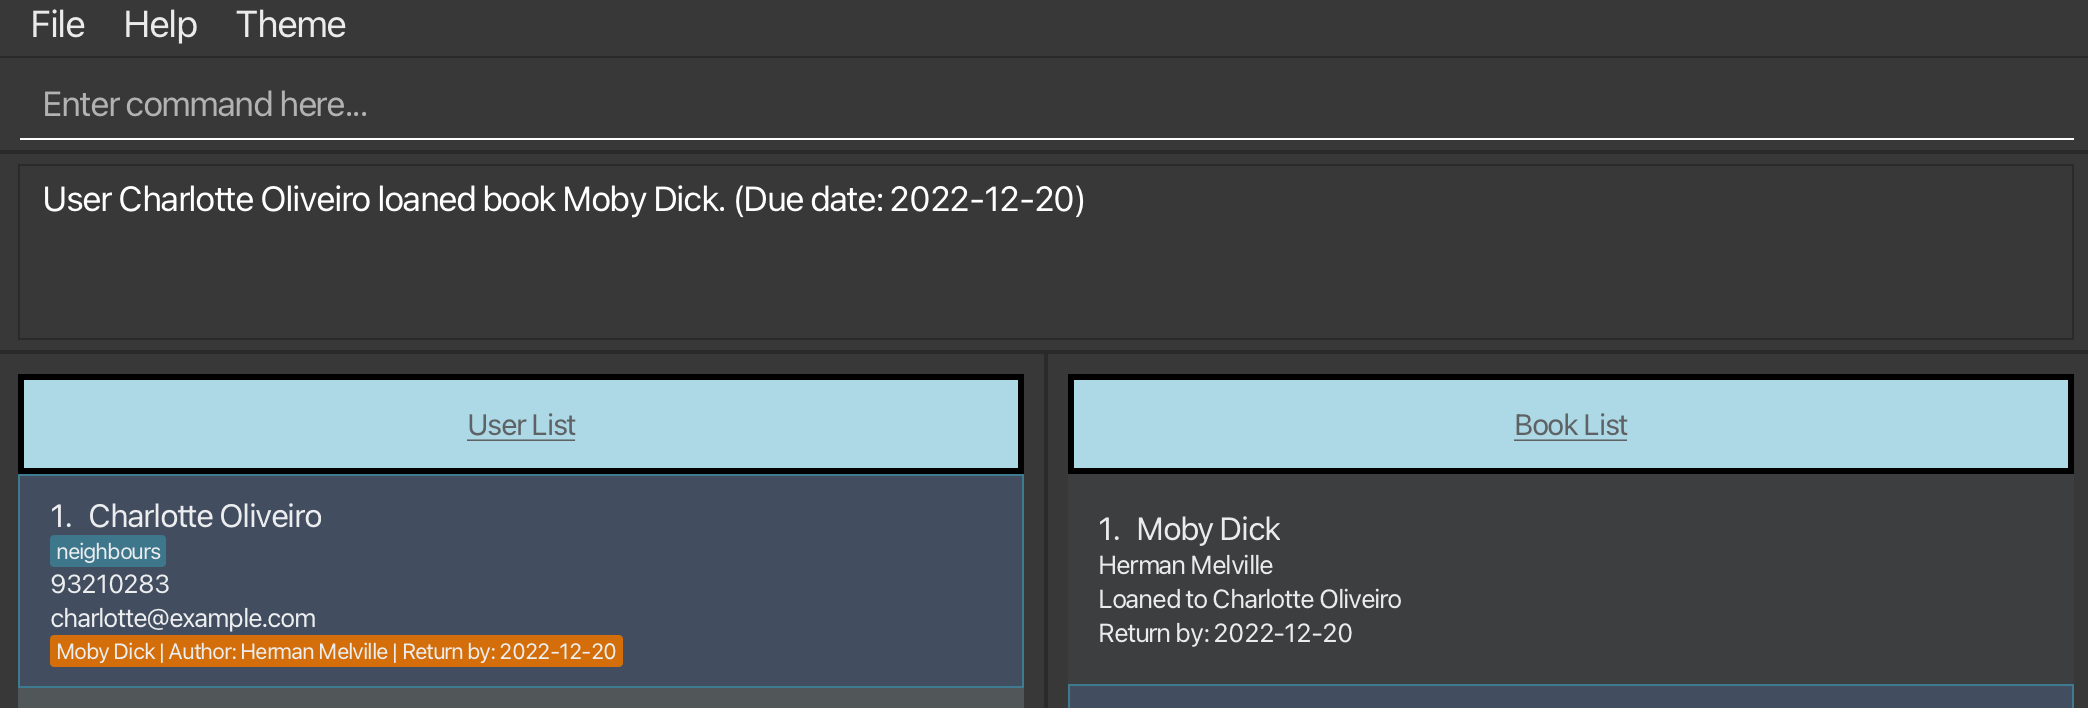 File Help Theme
Enter command here...
User Charlotte Oliveiro loaned book Moby Dick. (Due date: 2022-12-20)
User List
1. Charlotte Oliveiro
neighbours
93210283
charlotte@example.com
Moby Dick | Author: Herman Melville | Return by: 2022-12-20
Book List
1. Moby Dick
Herman Melville
Loaned to Charlotte Oliveiro
Return by: 2022-12-20